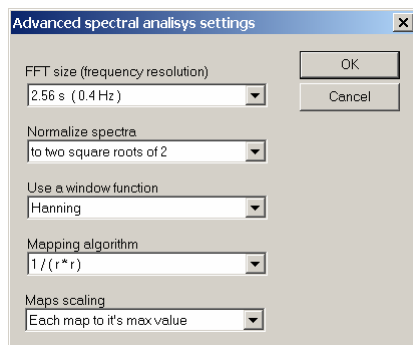 Advanced spectral analisys settings
FFT size (frequency resolution)
2.56 s ( 0.4 Hz )
Normalize spectra
to two square roots of 2
Use a window function
Hanning
Mapping algorithm
1 / ( r * r )
Maps scaling
Each map to it's max value
OK
Cancel